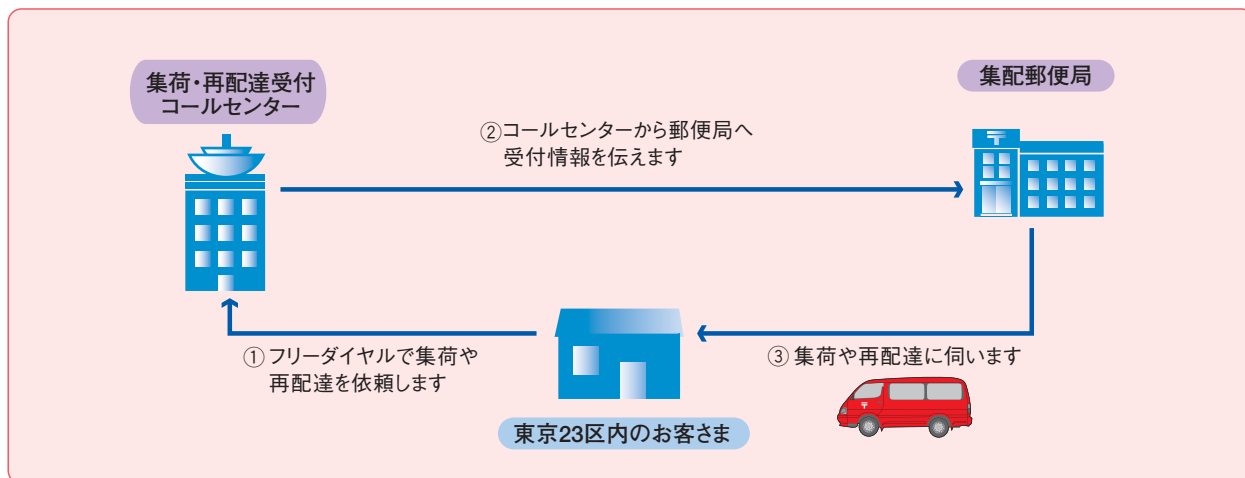 集荷・再配達受付
コールセンター
集配郵便局
②コールセンターから郵便局へ
受付情報を伝えます
①フリーダイヤルで集荷や
再配達を依頼します
③集荷や再配達に伺います
東京23区内のお客さま
〒
〒